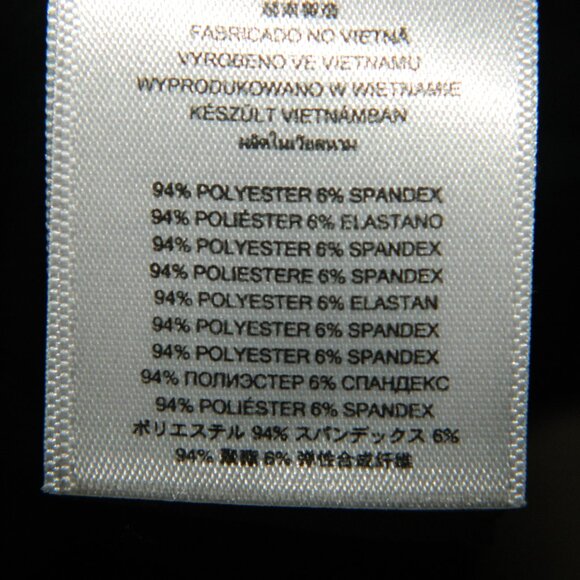 越南製造
FABRICADO NO VIETNÃ
VYROBENO VE VIETNAMU
WYPRODUKOWANO W WIETNAMIE
KÉSZÜLT VIETNÁMBAN
ผลิตในเวียดนาม
94% POLYESTER 6% SPANDEX
94% POLIÉSTER 6% ELASTANO
94% POLYESTER 6% SPANDEX
94% POLIESTERE 6% SPANDEX
94% POLYESTER 6% ELASTAN
94% POLYESTER 6% SPANDEX
94% POLYESTER 6% SPANDEX
94% ПОЛИЭСТЕР 6% СПАНДЕКС
94% POLIÉSTER 6% SPANDEX
ポリエステル 94% スパンデックス 6%
94% 聚酯 6% 弹性合成纤维